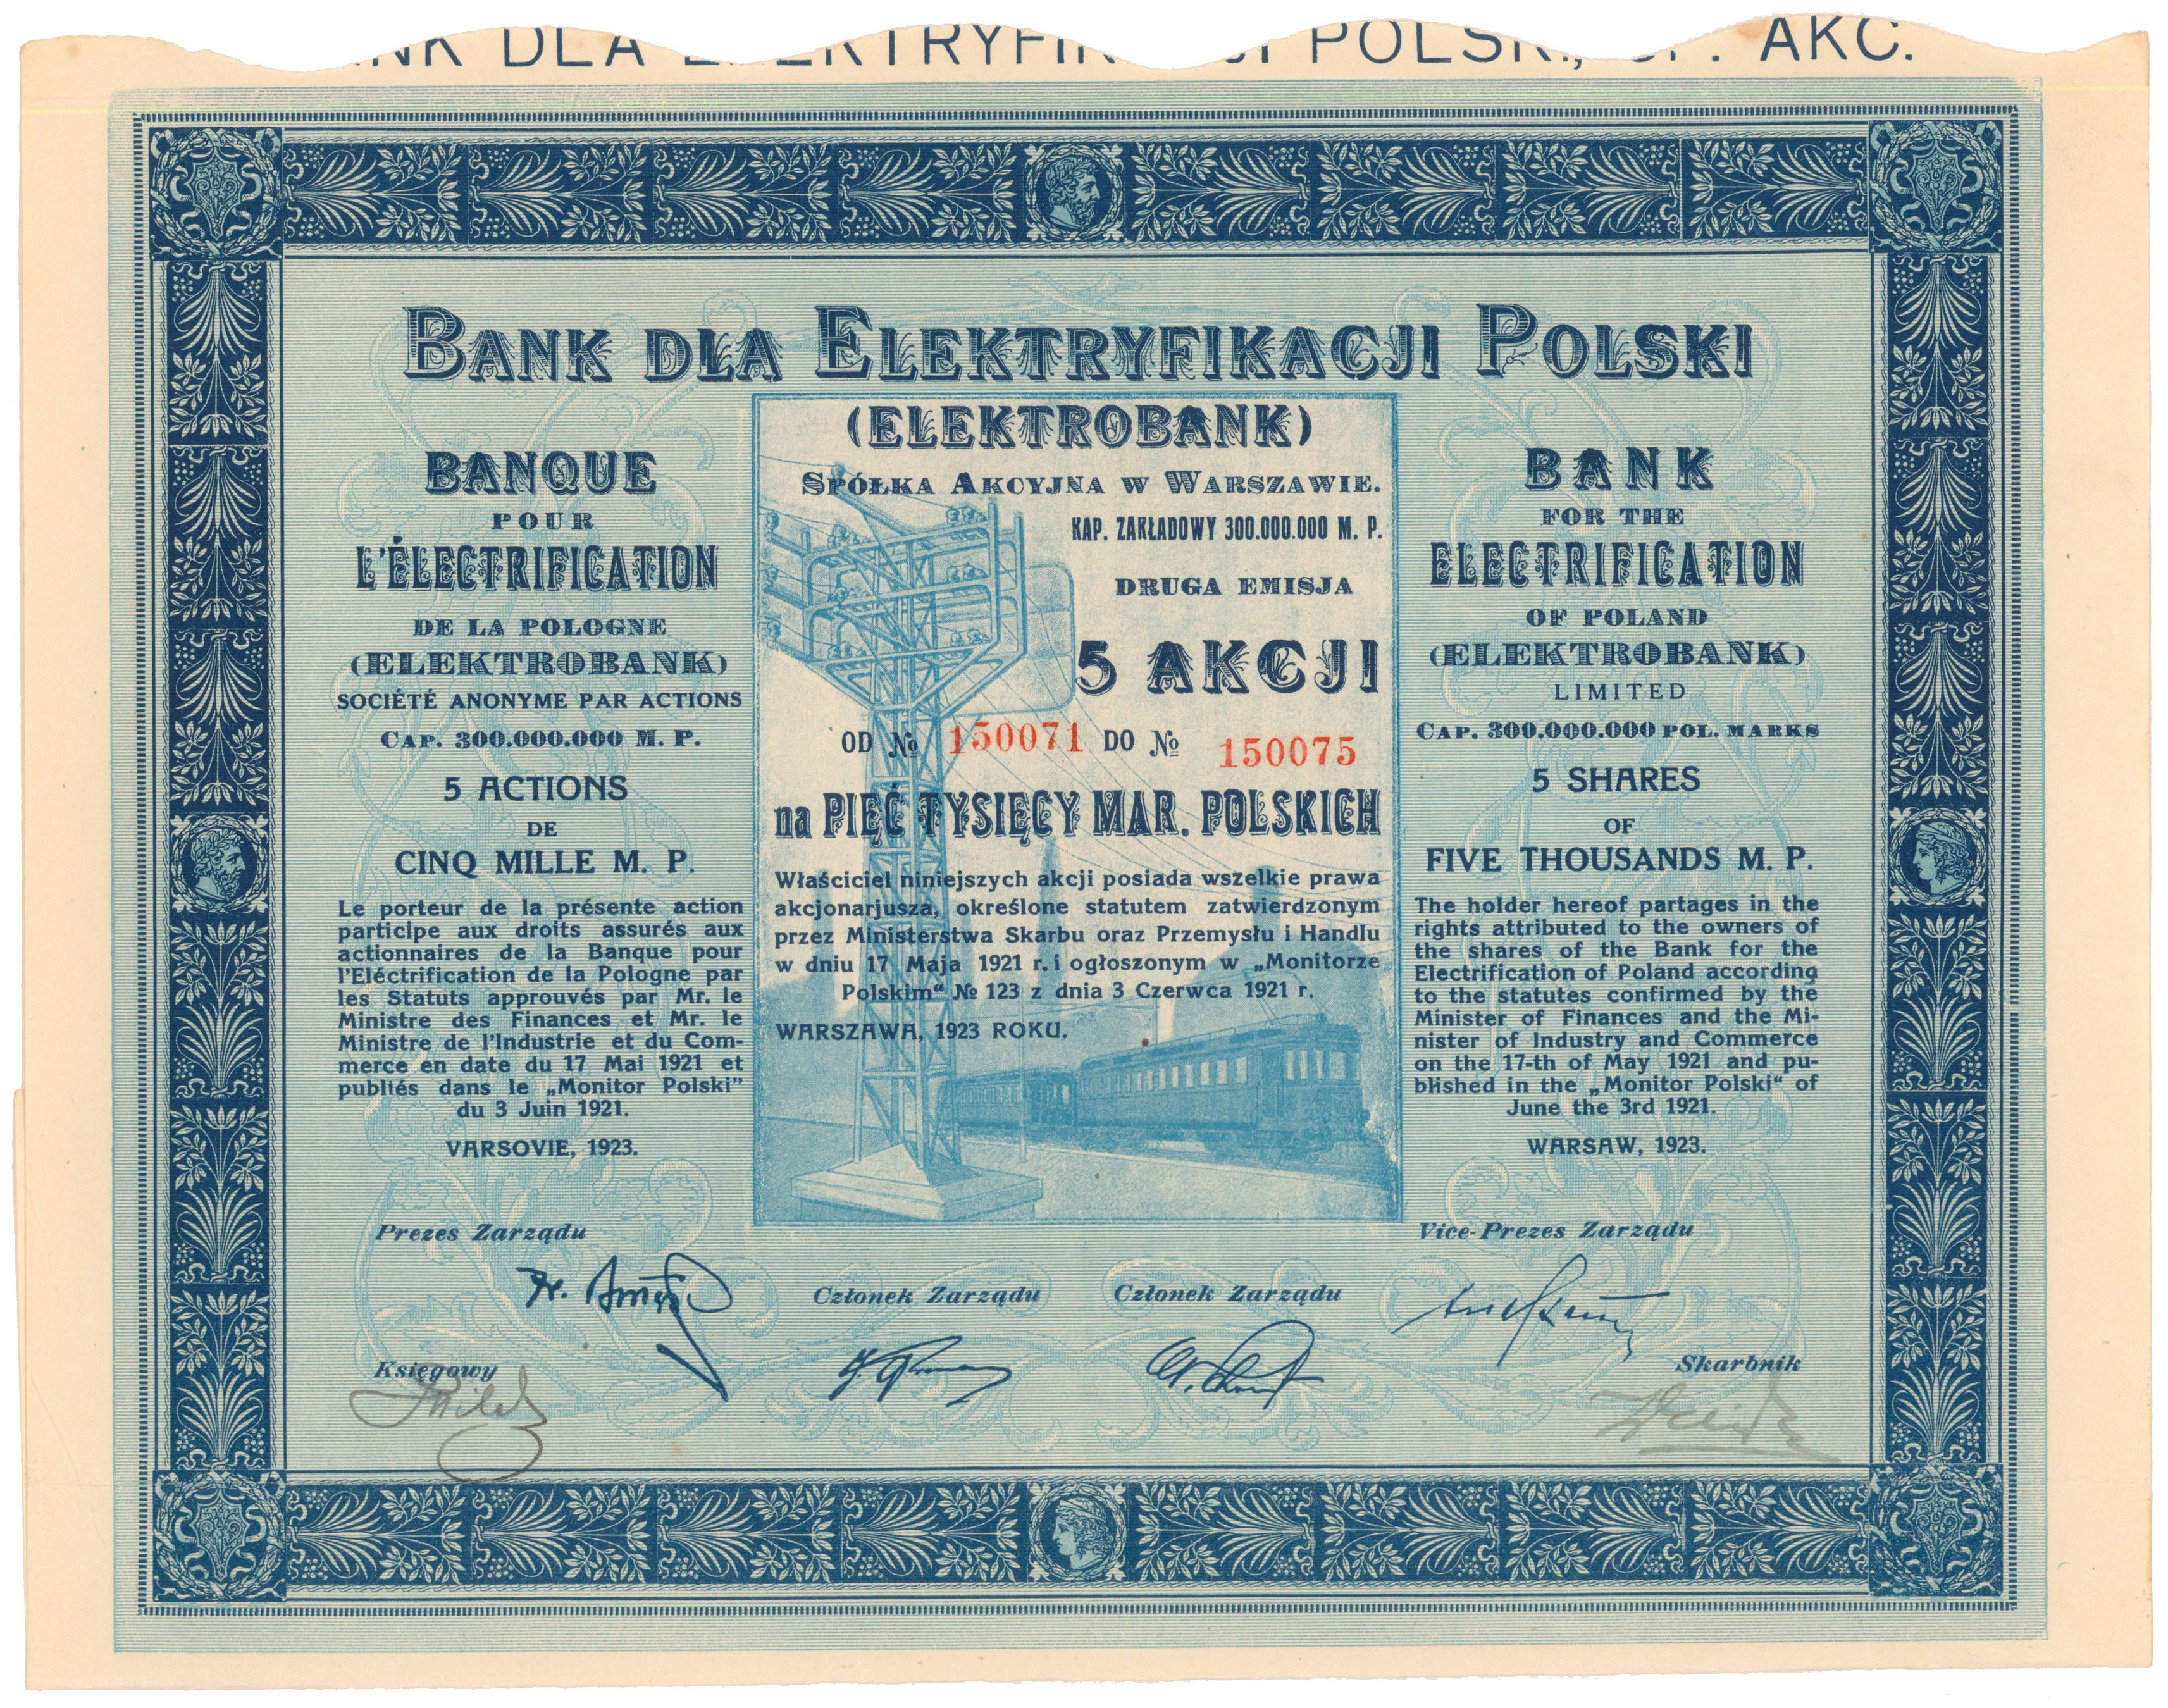 BANK DLA ELEKTRYFIKACJI POLSKI, SP. AKC.
BANK DLA ELEKTRYFIKACJI POLSKI
(ELEKTROBANK)
SPÓŁKA AKCYJNA W WARSZAWIE.
KAP. ZAKŁADOWY 300.000.000 M. P.
DRUGA EMISJA
5 AKCJI
OD № 150071 DO № 150075
na PIĘĆ TYSIĘCY MAR. POLSKICH
Właściciel niniejszych akcji posiada wszelkie prawa
akcjonarjusza, określone statutem zatwierdzonym
przez Ministerstwa Skarbu oraz Przemysłu i Handlu
w dniu 17 Maja 1921 r. i ogłoszonym w „Monitorze
Polskim" № 123 z dnia 3 Czerwca 1921 r.
WARSZAWA, 1923 ROKU.
BANQUE
POUR
L'ÉLECTRIFICATION
DE LA POLOGNE
(ELEKTROBANK)
SOCIÉTÉ ANONYME PAR ACTIONS
CAP. 300.000.000 M. P.
5 ACTIONS
DE
CINQ MILLE M. P.
Le porteur de la présente action
participe aux droits assurés aux
actionnaires de la Banque pour
l'Eléctrification de la Pologne par
les Statuts approuvés par Mr. le
Ministre des Finances et Mr. le
Ministre de l'Industrie et du Com-
merce en date du 17 Mai 1921 et
publiés dans le „Monitor Polski"
du 3 Juin 1921.
VARSOVIE, 1923.
BANK
FOR THE
ELECTRIFICATION
OF POLAND
(ELEKTROBANK)
LIMITED
CAP. 300.000.000 POL. MARKS
5 SHARES
OF
FIVE THOUSANDS M. P.
The holder hereof partages in the
rights attributed to the owners of
the shares of the Bank for the
Electrification of Poland according
to the statutes confirmed by the
Minister of Finances and the Mi-
nister of Industry and Commerce
on the 17-th of May 1921 and pu-
blished in the „Monitor Polski" of
June the 3rd 1921.
WARSAW, 1923.
Prezes Zarządu
Vice-Prezes Zarządu
Członek Zarządu
Członek Zarządu
Księgowy
Skarbnik